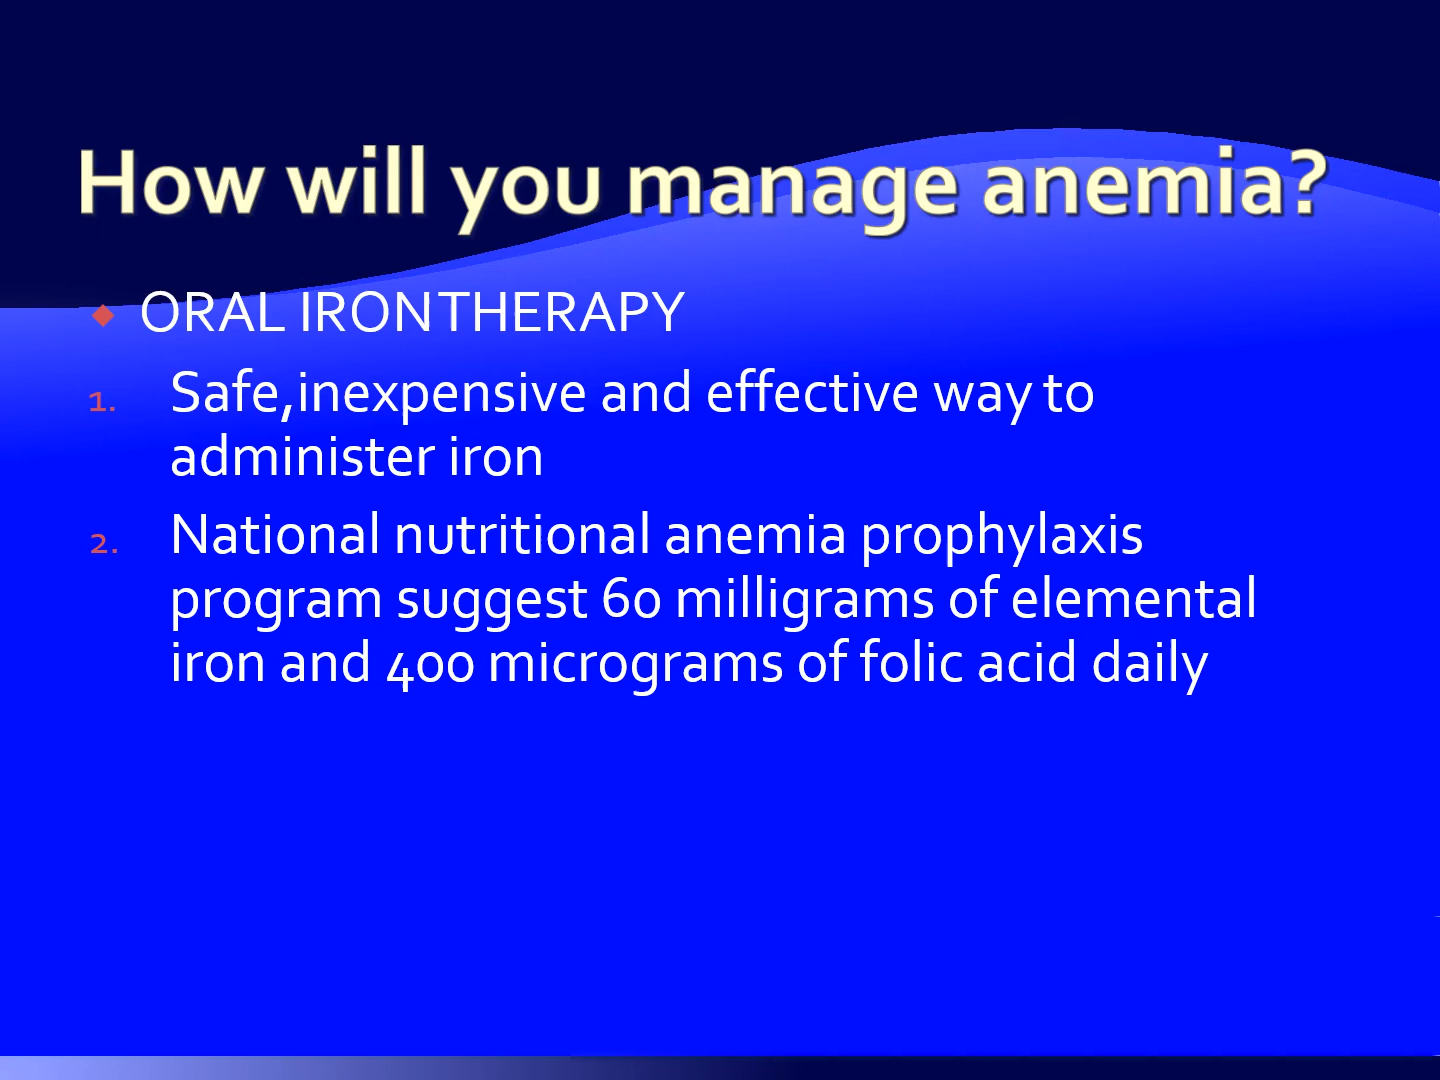 How will you manage anemia?
◆ ORAL IRON THERAPY
1. Safe,inexpensive and effective way to
administer iron
2. National nutritional anemia prophylaxis
program suggest 60 milligrams of elemental
iron and 400 micrograms of folic acid daily